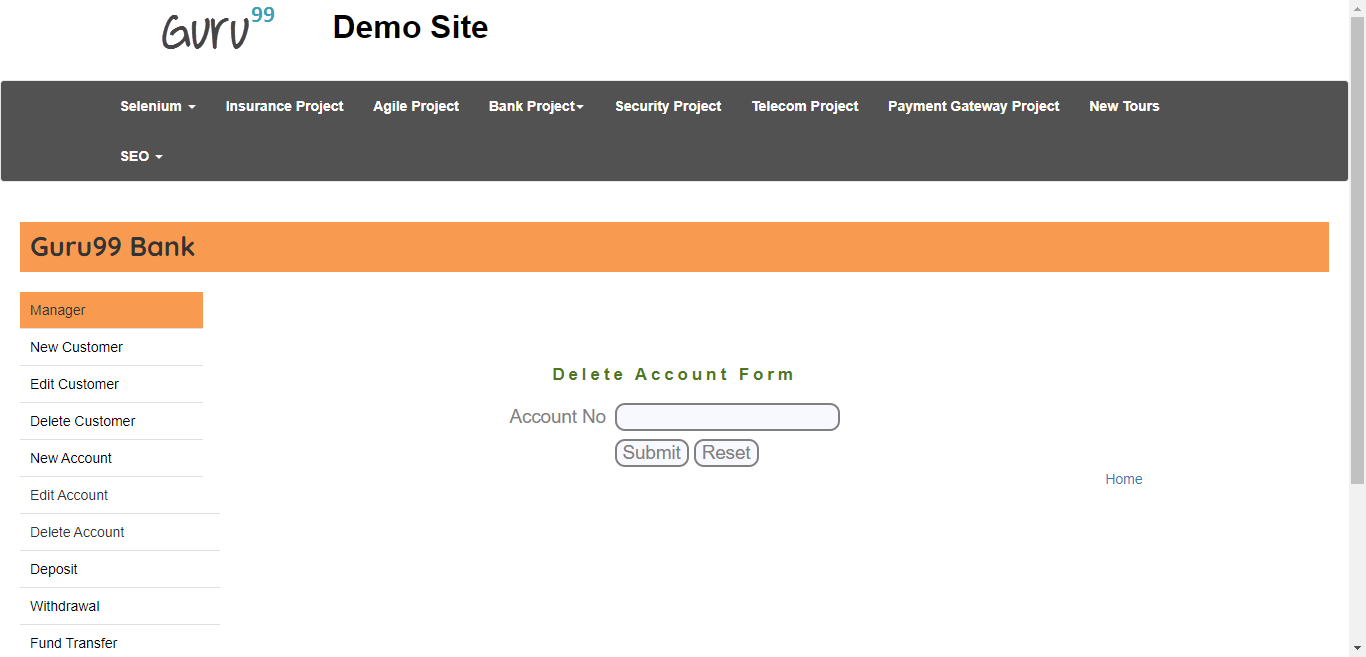 Guru99 Demo Site
Selenium Insurance Project Agile Project Bank Project Security Project Telecom Project Payment Gateway Project New Tours
SEO
Guru99 Bank
Manager
New Customer
Edit Customer
Delete Customer
New Account
Edit Account
Delete Account
Deposit
Withdrawal
Fund Transfer
Delete Account Form
Account No
Submit Reset
Home